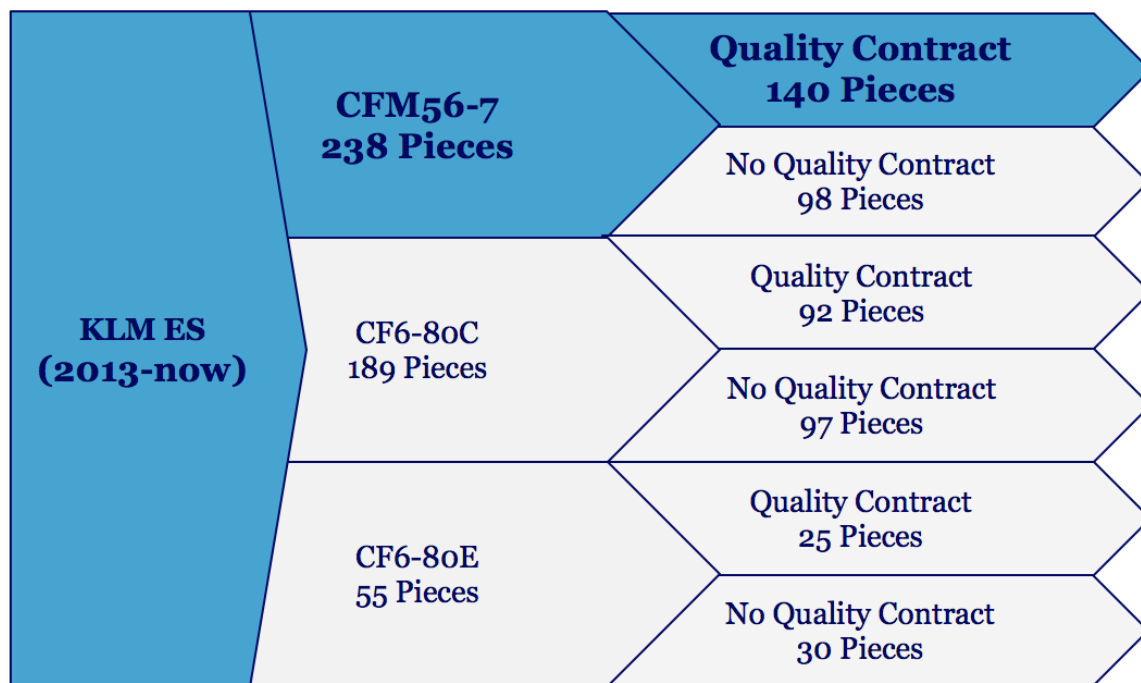 KLM ES
(2013-now)
CFM56-7
238 Pieces
Quality Contract
140 Pieces
No Quality Contract
98 Pieces
CF6-80C
189 Pieces
Quality Contract
92 Pieces
No Quality Contract
97 Pieces
CF6-80E
55 Pieces
Quality Contract
25 Pieces
No Quality Contract
30 Pieces